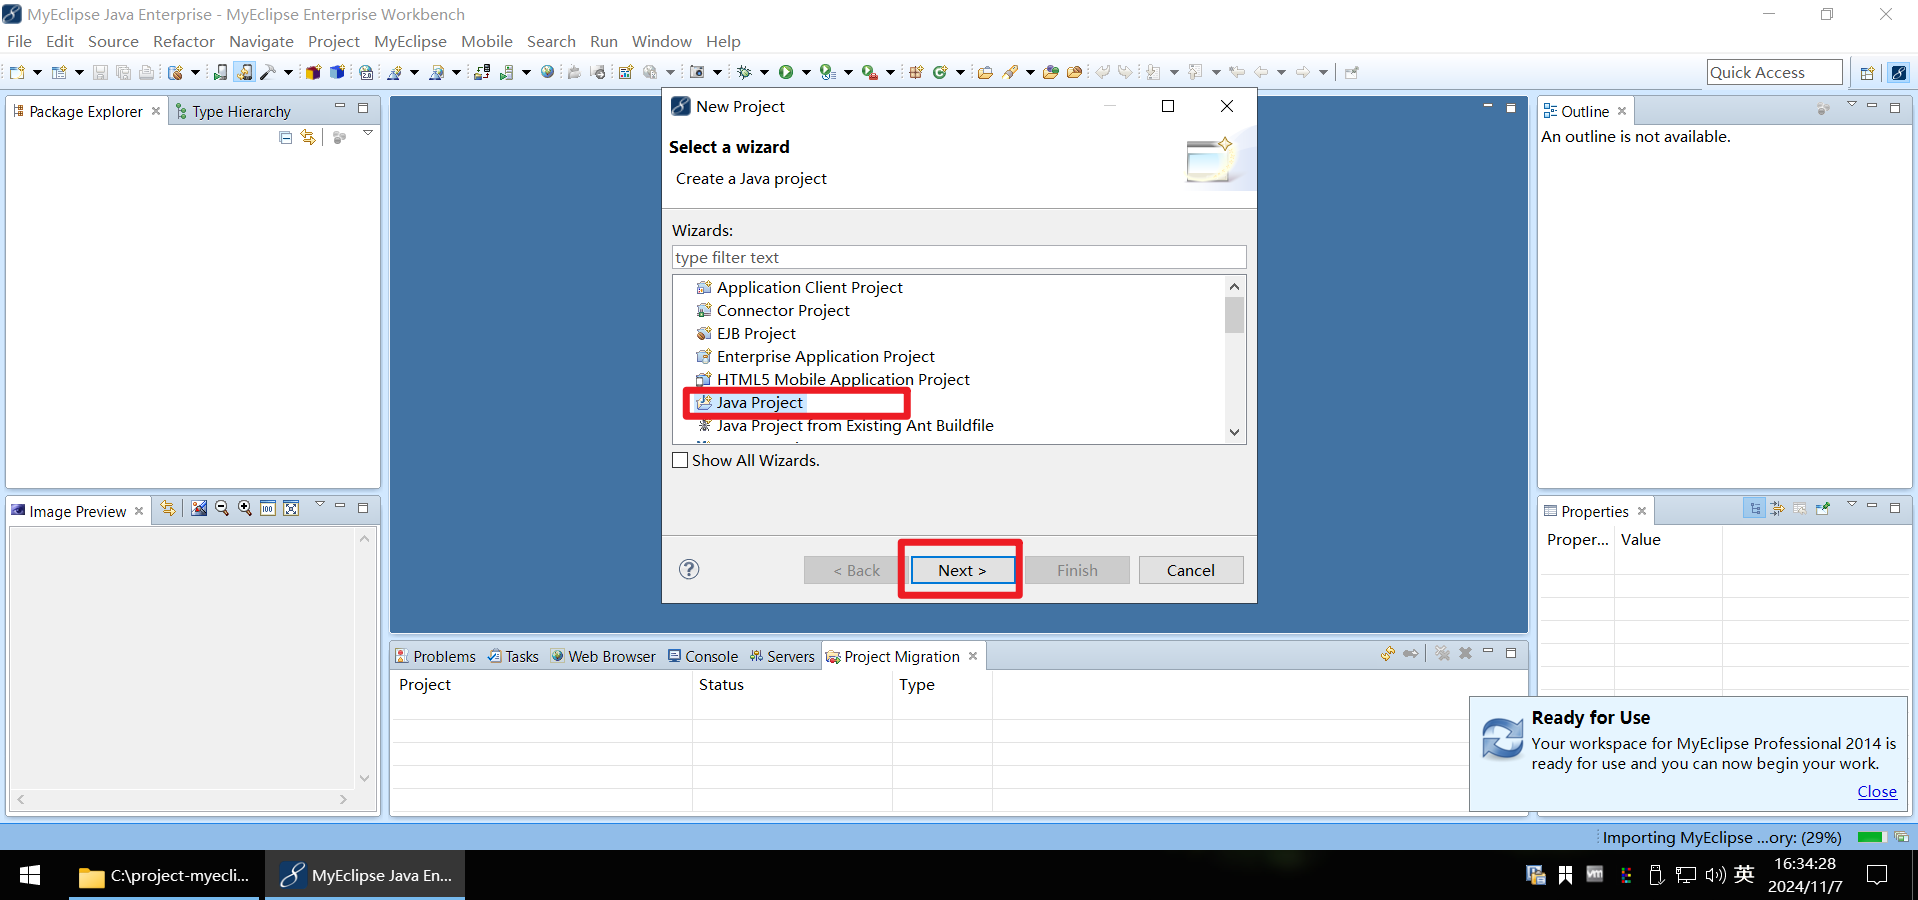 MyEclipse Java Enterprise - MyEclipse Enterprise Workbench
File Edit Source Refactor Navigate Project MyEclipse Mobile Search Run Window Help
Quick Access
Package Explorer
Type Hierarchy
New Project
Select a wizard
Create a Java project
Wizards:
type filter text
Application Client Project
Connector Project
EJB Project
Enterprise Application Project
HTML5 Mobile Application Project
Java Project
Java Project from Existing Ant Buildfile
Show All Wizards.
< Back
Next >
Finish
Cancel
Outline
An outline is not available.
Image Preview
Properties
Proper... Value
Problems Tasks Web Browser Console Servers Project Migration
Project Status Type
Ready for Use
Your workspace for MyEclipse Professional 2014 is
ready for use and you can now begin your work.
Close
Importing MyEclipse ...ory: (29%)
C:\project-myecli...
MyEclipse Java En...
英
16:34:28
2024/11/7